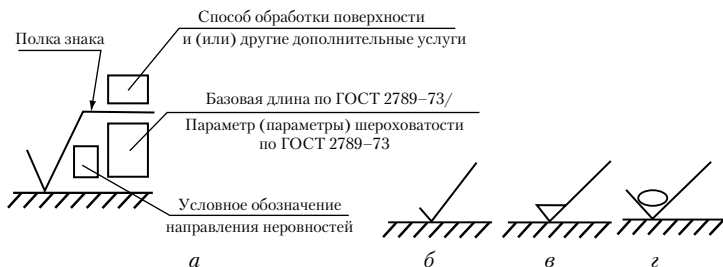 Способ обработки поверхности
и (или) другие дополнительные услуги
Полка знака
Базовая длина по ГОСТ 2789–73/
Параметр (параметры) шероховатости
по ГОСТ 2789–73
Условное обозначение
направления неровностей
а б в г